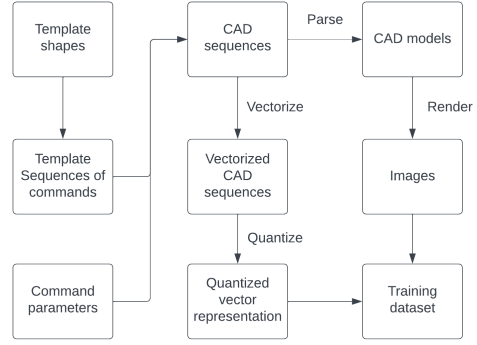 Template
shapes
CAD
sequences
Parse
CAD models
Vectorize
Render
Template
Sequences of
commands
Vectorized
CAD
sequences
Images
Quantize
Command
parameters
Quantized
vector
representation
Training
dataset